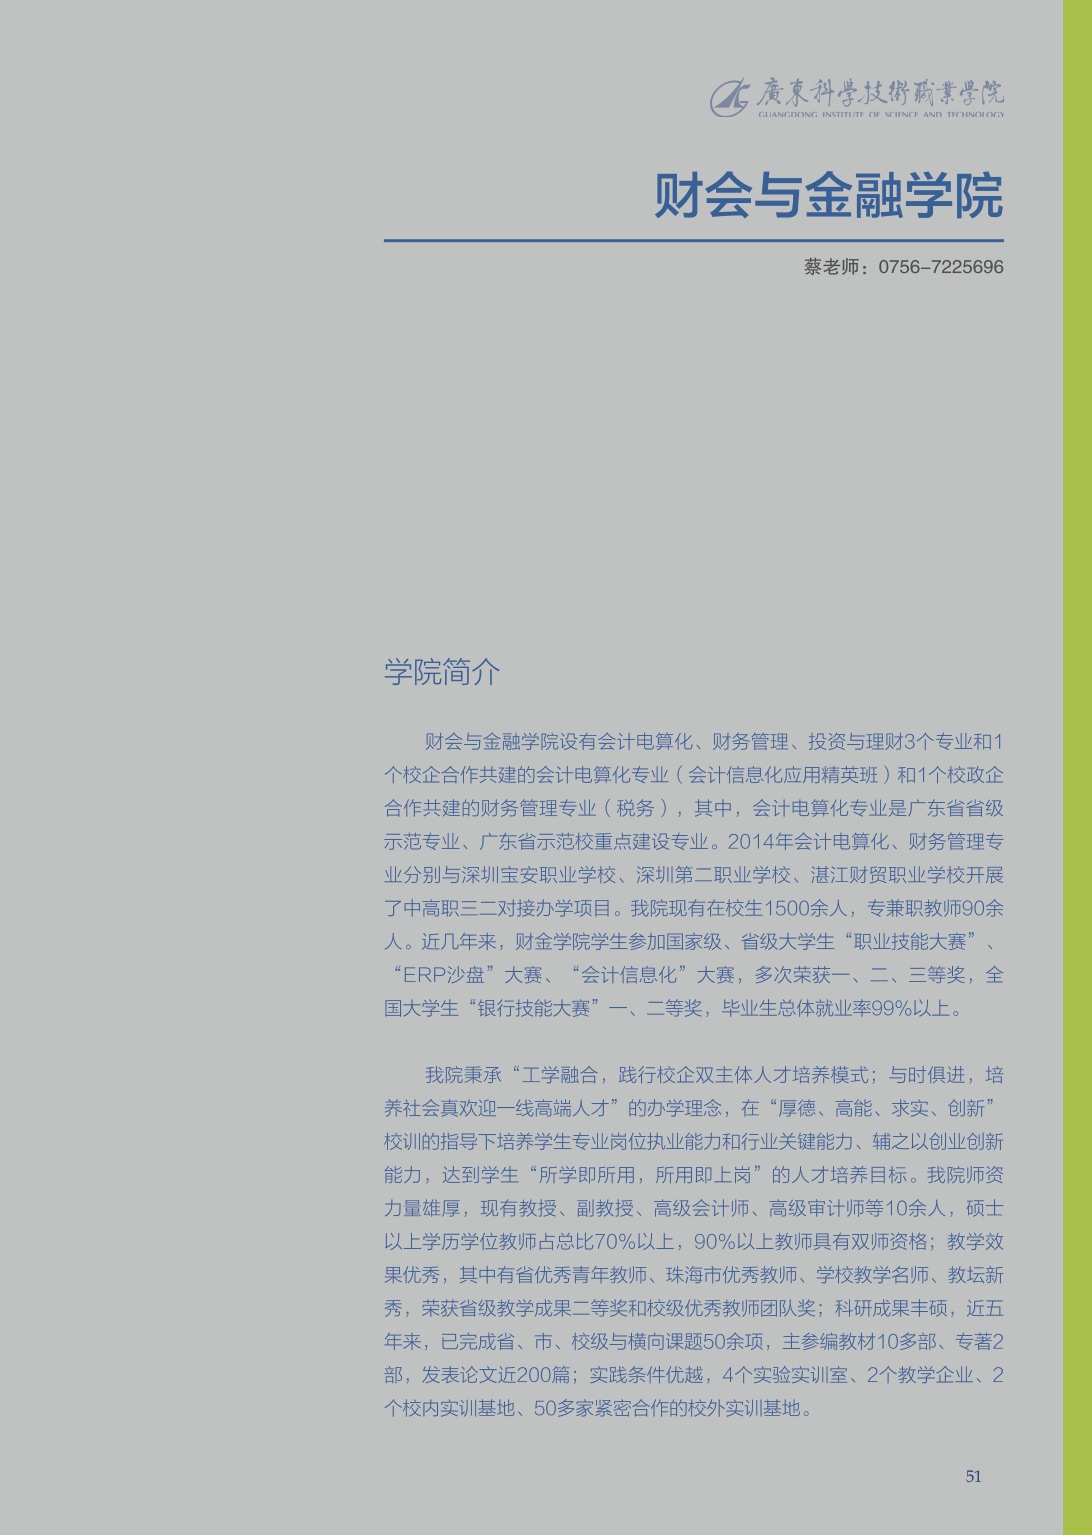 廣東科学技術職業學院
GUANGDONG INSTITUTE OF SCIENCE AND TECHNOLOGY
财会与金融学院
蔡老师：0756-7225696
学院简介
财会与金融学院设有会计电算化、财务管理、投资与理财3个专业和1
个校企合作共建的会计电算化专业（会计信息化应用精英班）和1个校政企
合作共建的财务管理专业（税务），其中，会计电算化专业是广东省省级
示范专业、广东省示范校重点建设专业。2014年会计电算化、财务管理专
业分别与深圳宝安职业学校、深圳第二职业学校、湛江财贸职业学校开展
了中高职三二对接办学项目。我院现有在校生1500余人，专兼职教师90余
人。近几年来，财金学院学生参加国家级、省级大学生“职业技能大赛”、
“ERP沙盘”大赛、“会计信息化”大赛，多次荣获一、二、三等奖，全
国大学生“银行技能大赛”一、二等奖，毕业生总体就业率99%以上。
我院秉承“工学融合，践行校企双主体人才培养模式；与时俱进，培
养社会真欢迎一线高端人才”的办学理念，在“厚德、高能、求实、创新”
校训的指导下培养学生专业岗位执业能力和行业关键能力、辅之以创业创新
能力，达到学生“所学即所用，所用即上岗”的人才培养目标。我院师资
力量雄厚，现有教授、副教授、高级会计师、高级审计师等10余人，硕士
以上学历学位教师占总比70%以上，90%以上教师具有双师资格；教学效
果优秀，其中有省优秀青年教师、珠海市优秀教师、学校教学名师、教坛新
秀，荣获省级教学成果二等奖和校级优秀教师团队奖；科研成果丰硕，近五
年来，已完成省、市、校级与横向课题50余项，主参编教材10多部、专著2
部，发表论文近200篇；实践条件优越，4个实验实训室、2个教学企业、2
个校内实训基地、50多家紧密合作的校外实训基地。
51